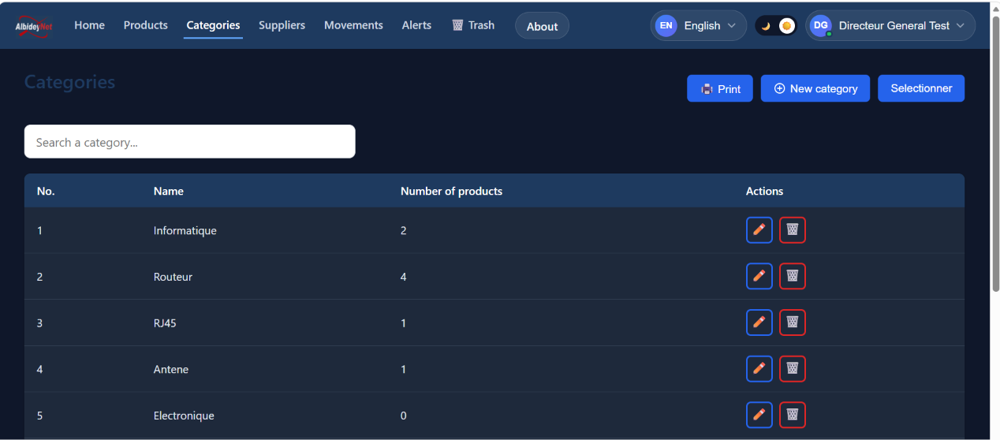 AlbideyNet Home Products Categories Suppliers Movements Alerts Trash About EN English DG Directeur General Test
Categories
Print New category Selectionner
Search a category...
No. Name Number of products Actions
1 Informatique 2
2 Routeur 4
3 RJ45 1
4 Antene 1
5 Electronique 0